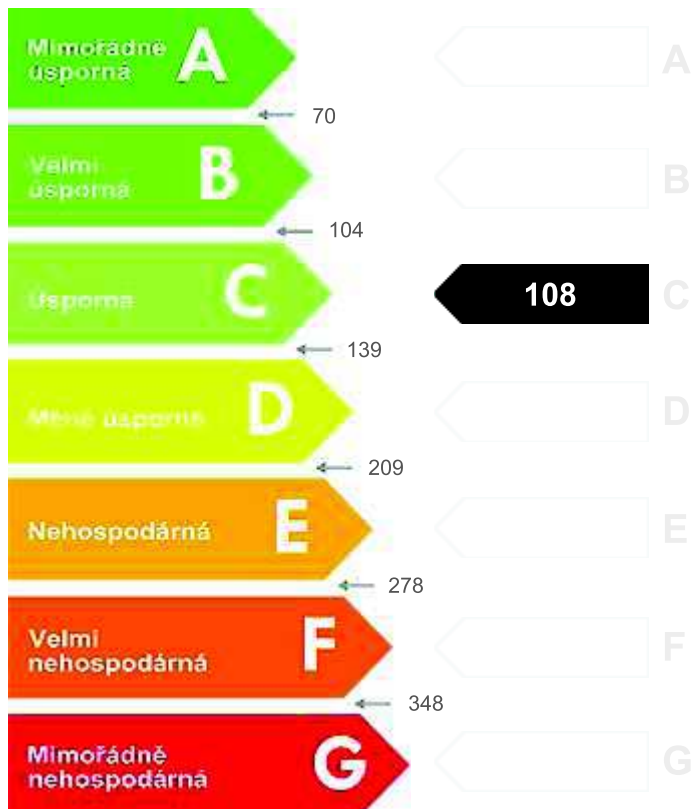 Mimořádně
úsporná
A
A
70
Velmi
úsporná
B
B
104
Úsporná
C
108
C
139
Méně úsporná
D
D
209
Nehospodárná
E
E
278
Velmi
nehospodárná
F
F
348
Mimořádně
nehospodárná
G
G